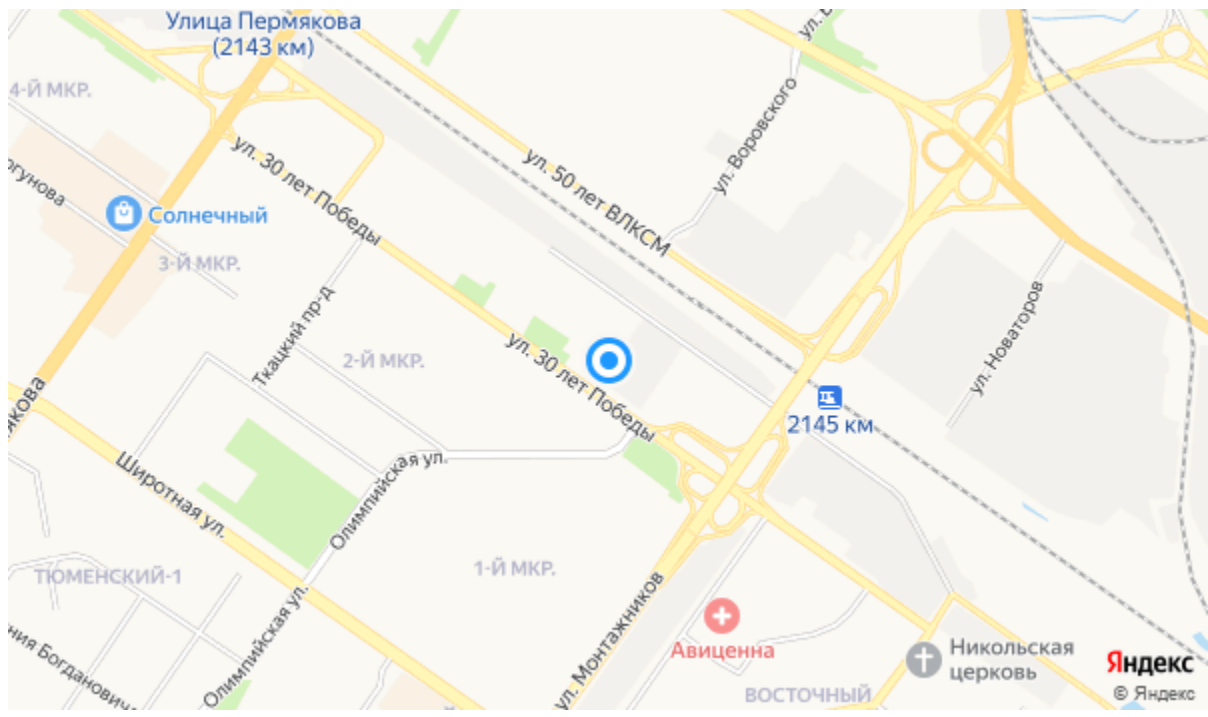 Улица Пермякова
(2143 км)
4-Й МКР.
ул. Воровского
ул. 30 лет Победы
ул. 50 лет ВЛКСМ
Солнечный
3-Й МКР.
Ткацкий пр-д
2-Й МКР.
ул. 30 лет Победы
ул. Новаторов
2145 км
Широтная ул.
Олимпийская ул.
ТЮМЕНСКИЙ-1
1-Й МКР.
Олимпийская ул.
ул. Монтажников
Авиценна
Никольская
церковь
ВОСТОЧНЫЙ
Яндекс
© Яндекс